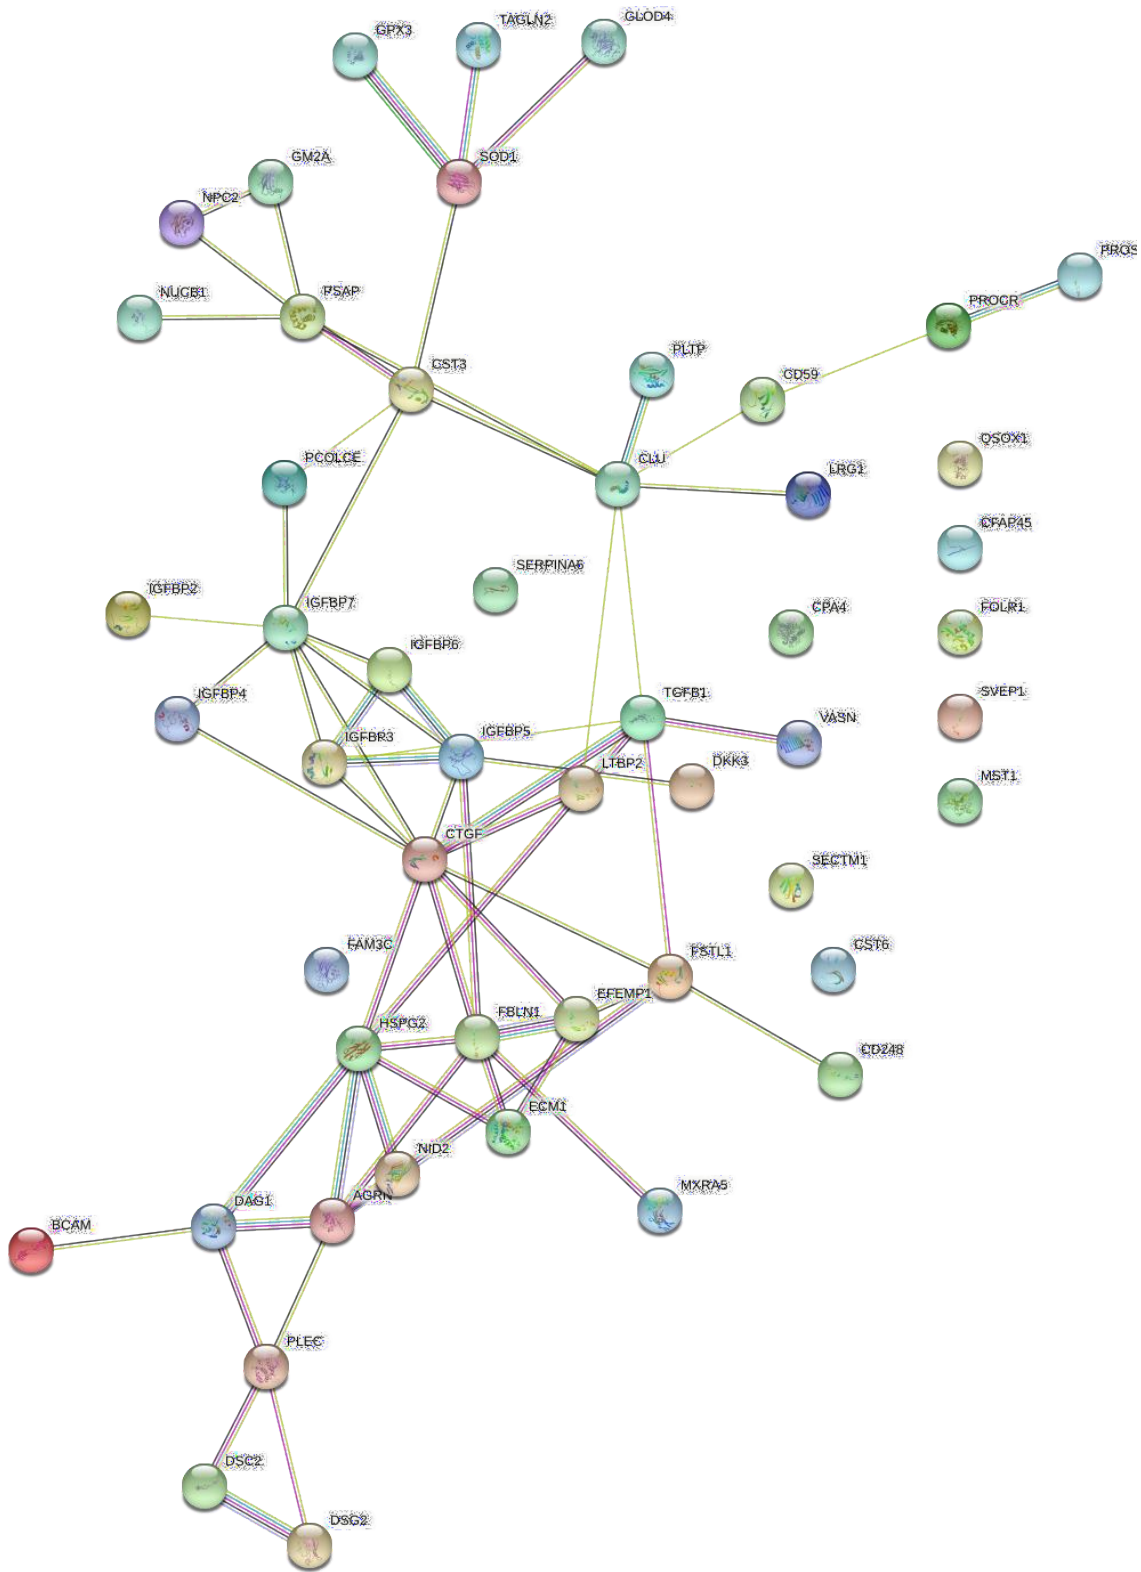 GPX3
TAGLN2
GLOD4
SOD1
GM2A
NPC2
NUCB1
PSAP
CST3
PROS
PROCR
PLTP
CD59
PCOLCE
CLU
LRG1
QSOX1
CFAP45
SERPINA6
IGFBP2
IGFBP7
IGFBP6
CPA4
FOLR1
IGFBP4
TGFB1
VASN
SVEP1
IGFBP3
IGFBP5
LTBP2
DKK3
MST1
CTGF
SECTM1
FAM3C
FSTL1
CST6
HSPG2
FBLN1
EFEMP1
CD248
ECM1
NID2
MXRA5
BCAM
DAG1
AGRN
PLEC
DSC2
DSG2